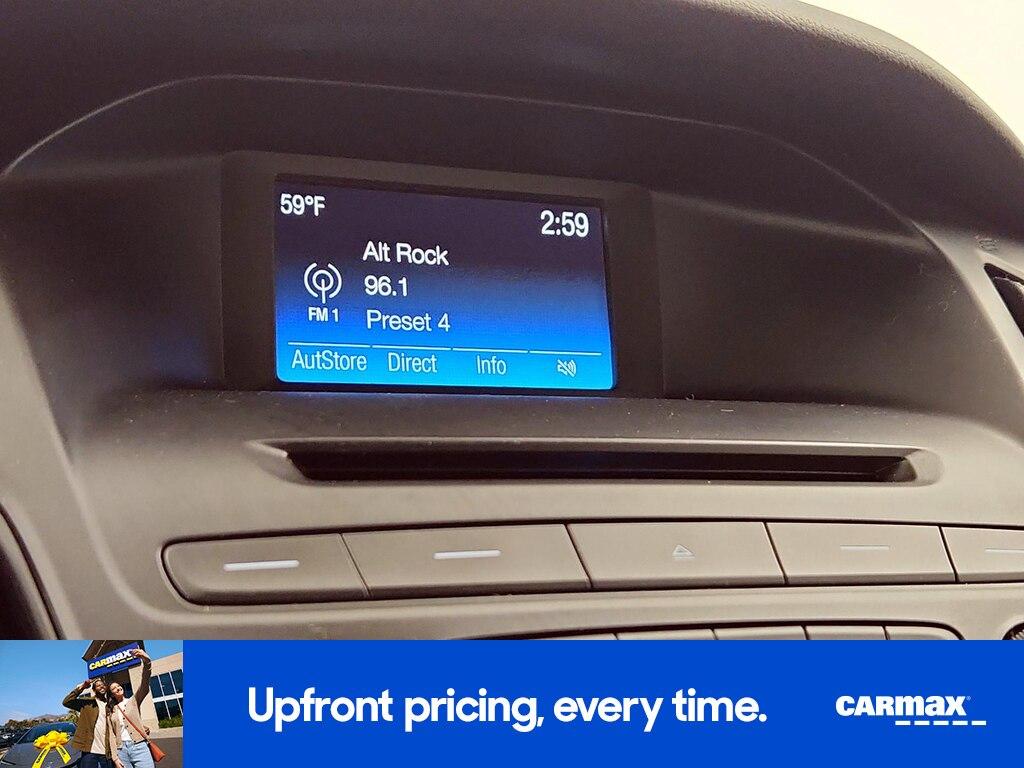 59°F
2:59
Alt Rock
96.1
FM 1
Preset 4
AutStore Direct Info
CARMAX
Upfront pricing, every time.
CARMAX